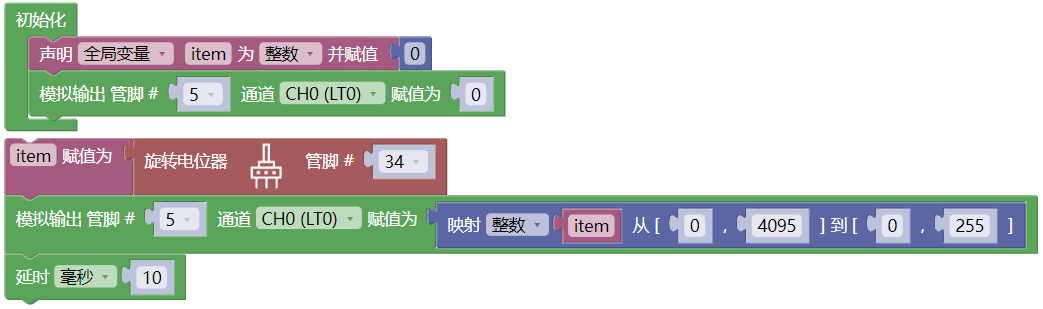 初始化
声明 全局变量 item 为 整数 并赋值 0
模拟输出 管脚 # 5 通道 CH0 (LT0) 赋值为 0
item 赋值为 旋转电位器 管脚 # 34
模拟输出 管脚 # 5 通道 CH0 (LT0) 赋值为 映射 整数 item 从 [ 0 , 4095 ] 到 [ 0 , 255 ]
延时 毫秒 10